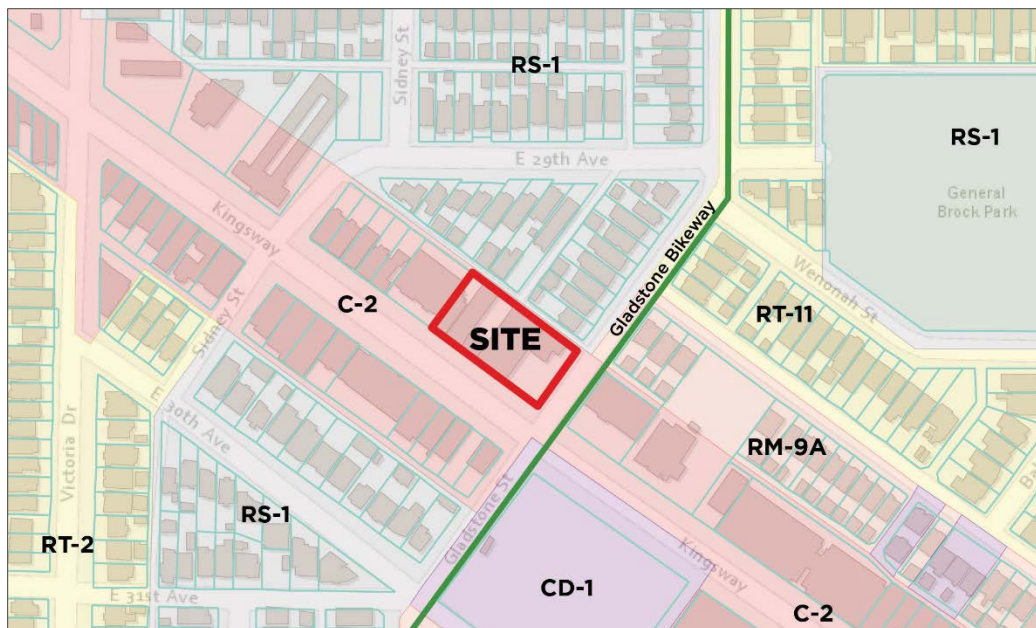 RS-1
Sidney St
E 29th Ave
RS-1
General
Brock Park
Kingsway
Gladstone Bikeway
Wenonah St
C-2
SITE
RT-11
Sidney St
E 30th Ave
Victoria Dr
RM-9A
RS-1
Gladstone St
RT-2
Kingsway
CD-1
E 31st Ave
C-2